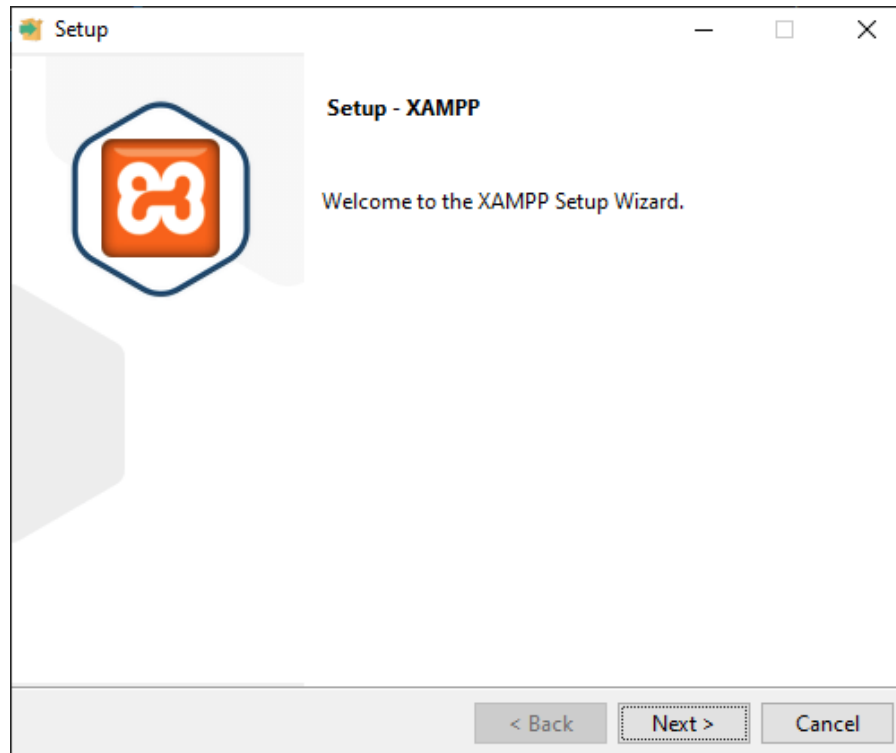 Setup
Setup - XAMPP
Welcome to the XAMPP Setup Wizard.
< Back
Next >
Cancel